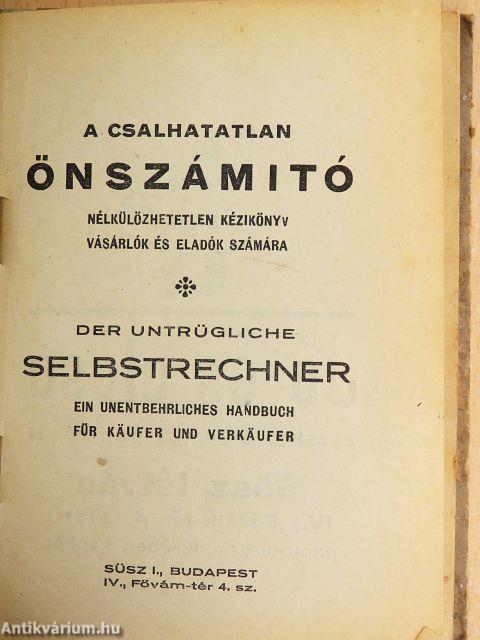 A CSALHATATLAN
ÖNSZÁMITÓ
NÉLKÜLÖZHETETLEN KÉZIKÖNYV
VÁSÁRLÓK ÉS ELADÓK SZÁMÁRA
DER UNTRÜGLICHE
SELBSTRECHNER
EIN UNENTBEHRLICHES HANDBUCH
FÜR KÄUFER UND VERKÄUFER
SÜSZ I., BUDAPEST
IV., Fővám-tér 4. sz.
Antikvárium.hu